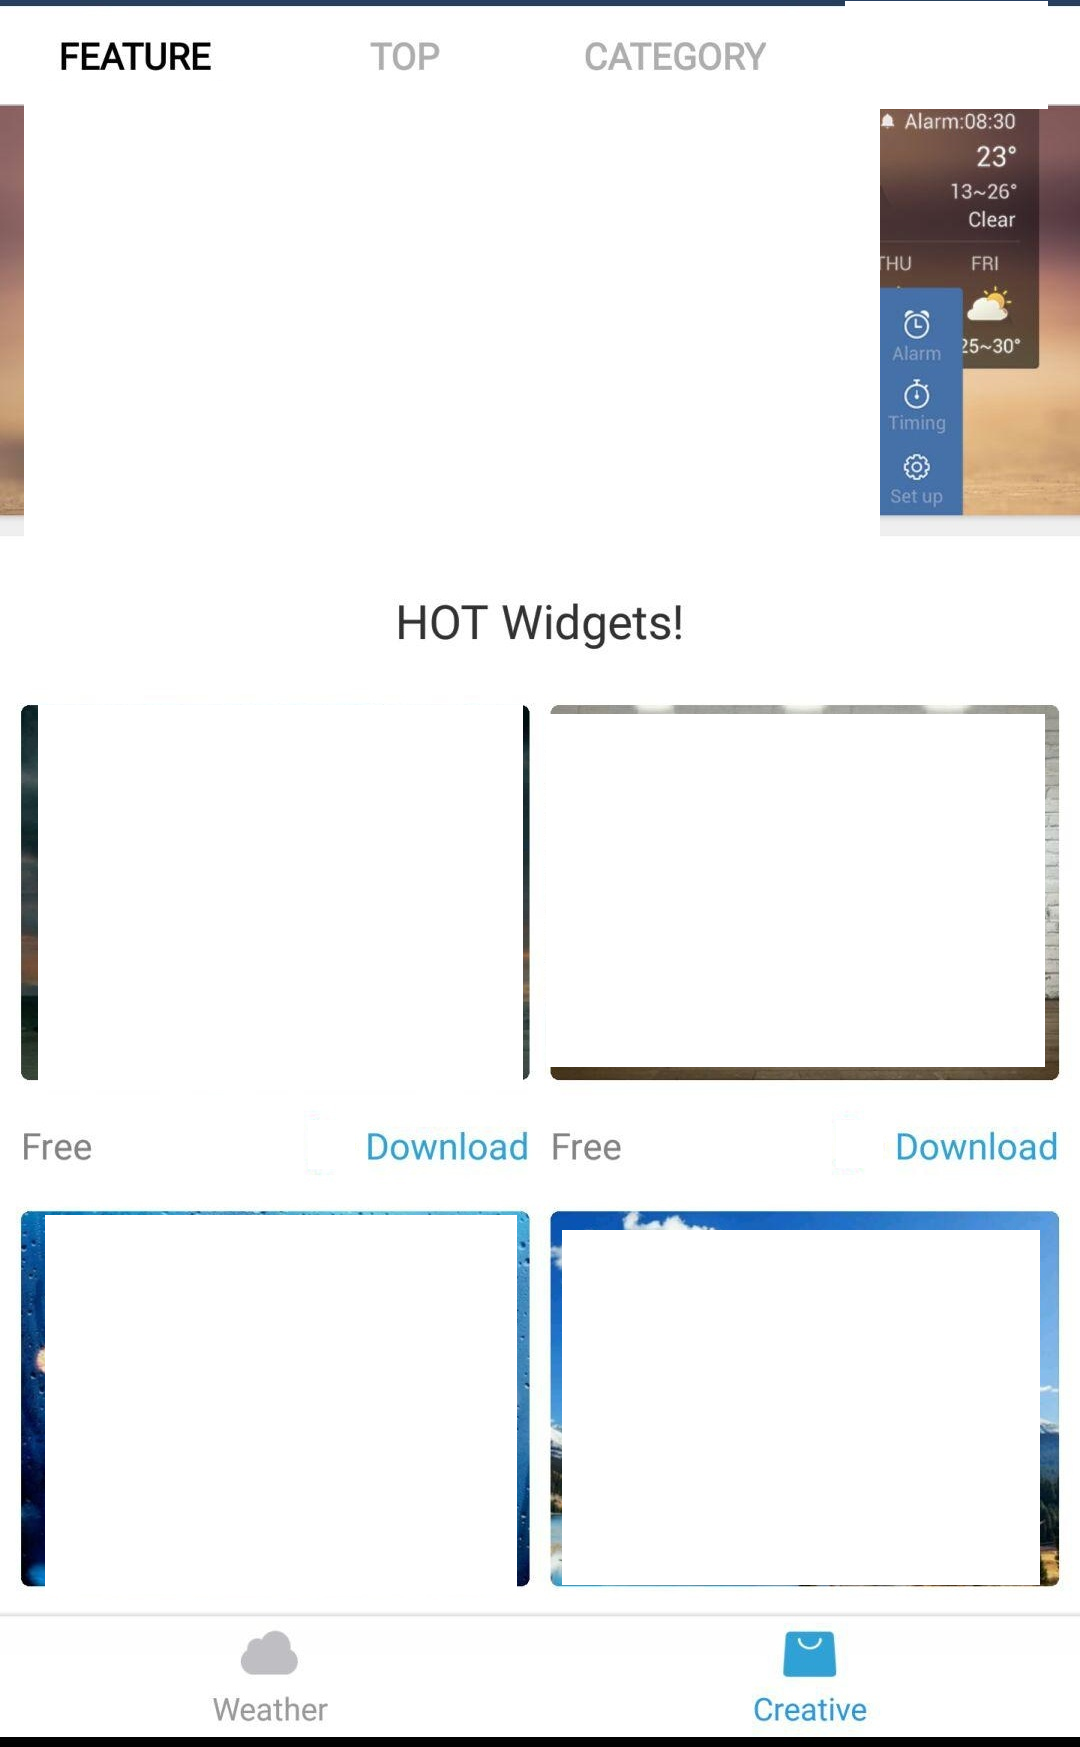 FEATURE TOP CATEGORY
Alarm:08:30
23°
13~26°
Clear
THU FRI
Alarm
25~30°
Timing
Set up
HOT Widgets!
Free Download Free Download
Weather Creative